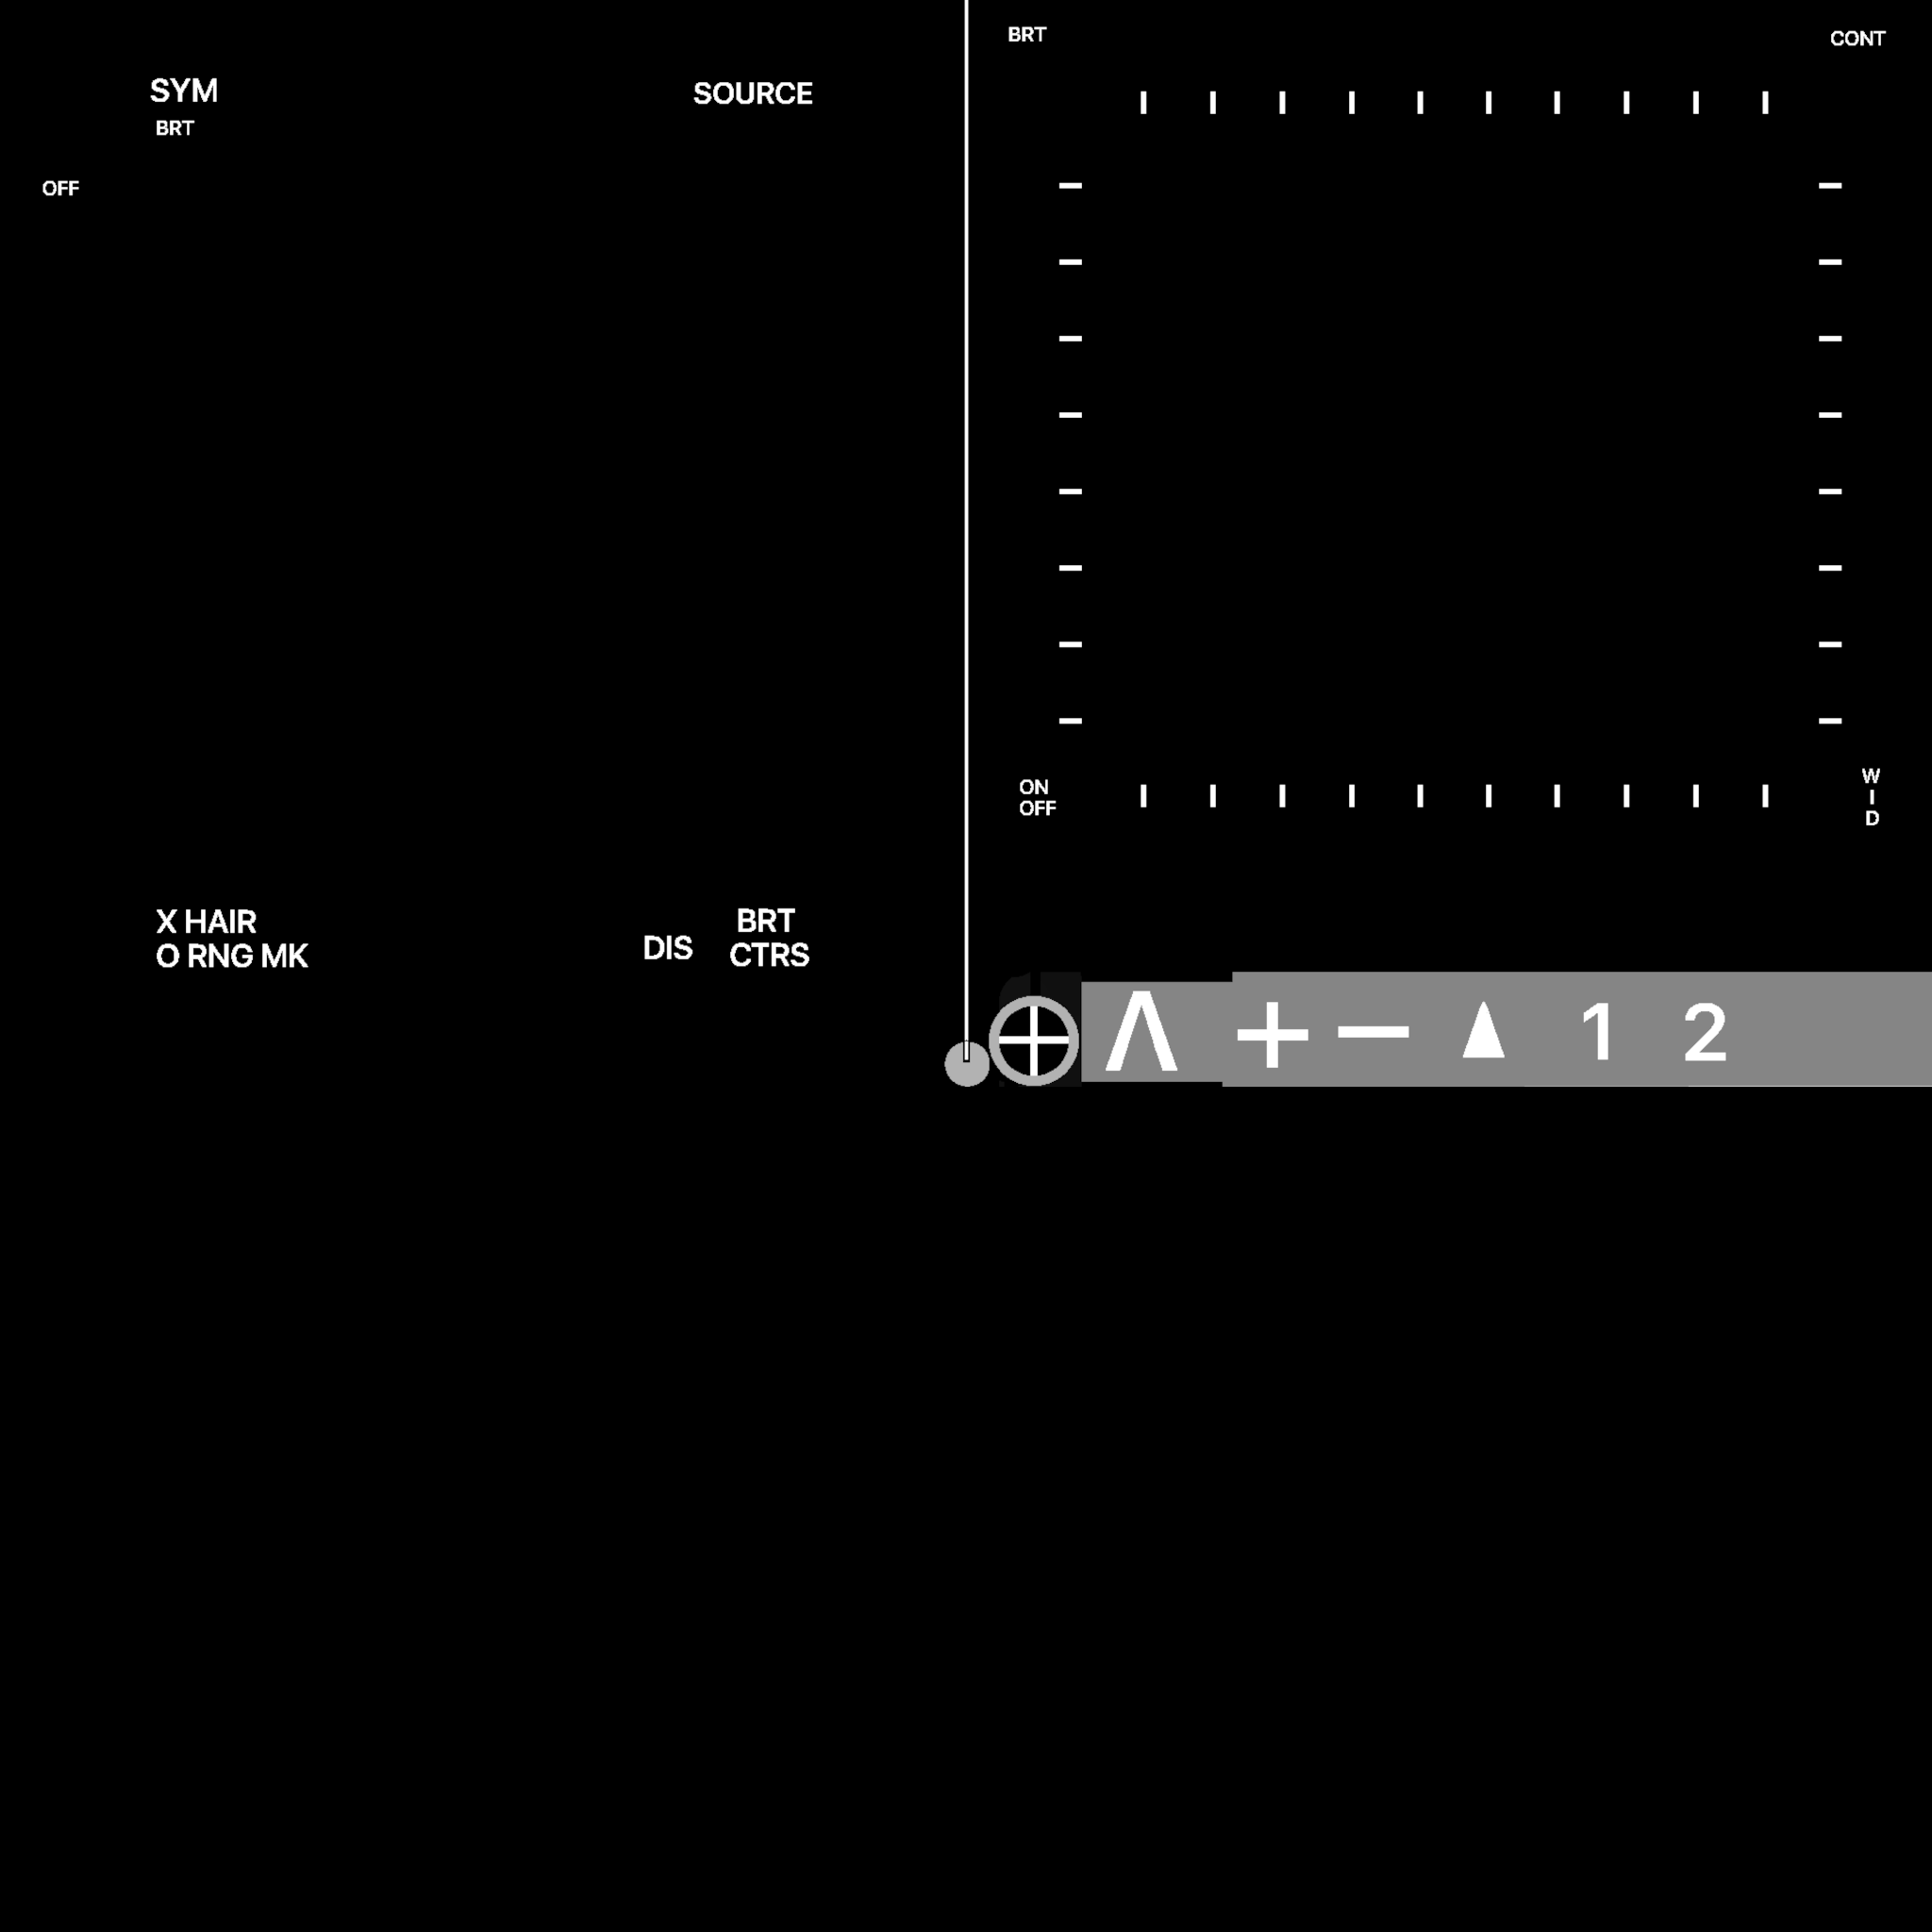 SYM
BRT
SOURCE
OFF
X HAIR
O RNG MK
DIS
BRT
CTRS
BRT
CONT
ON
OFF
W
I
D
+ − ▲ 1 2